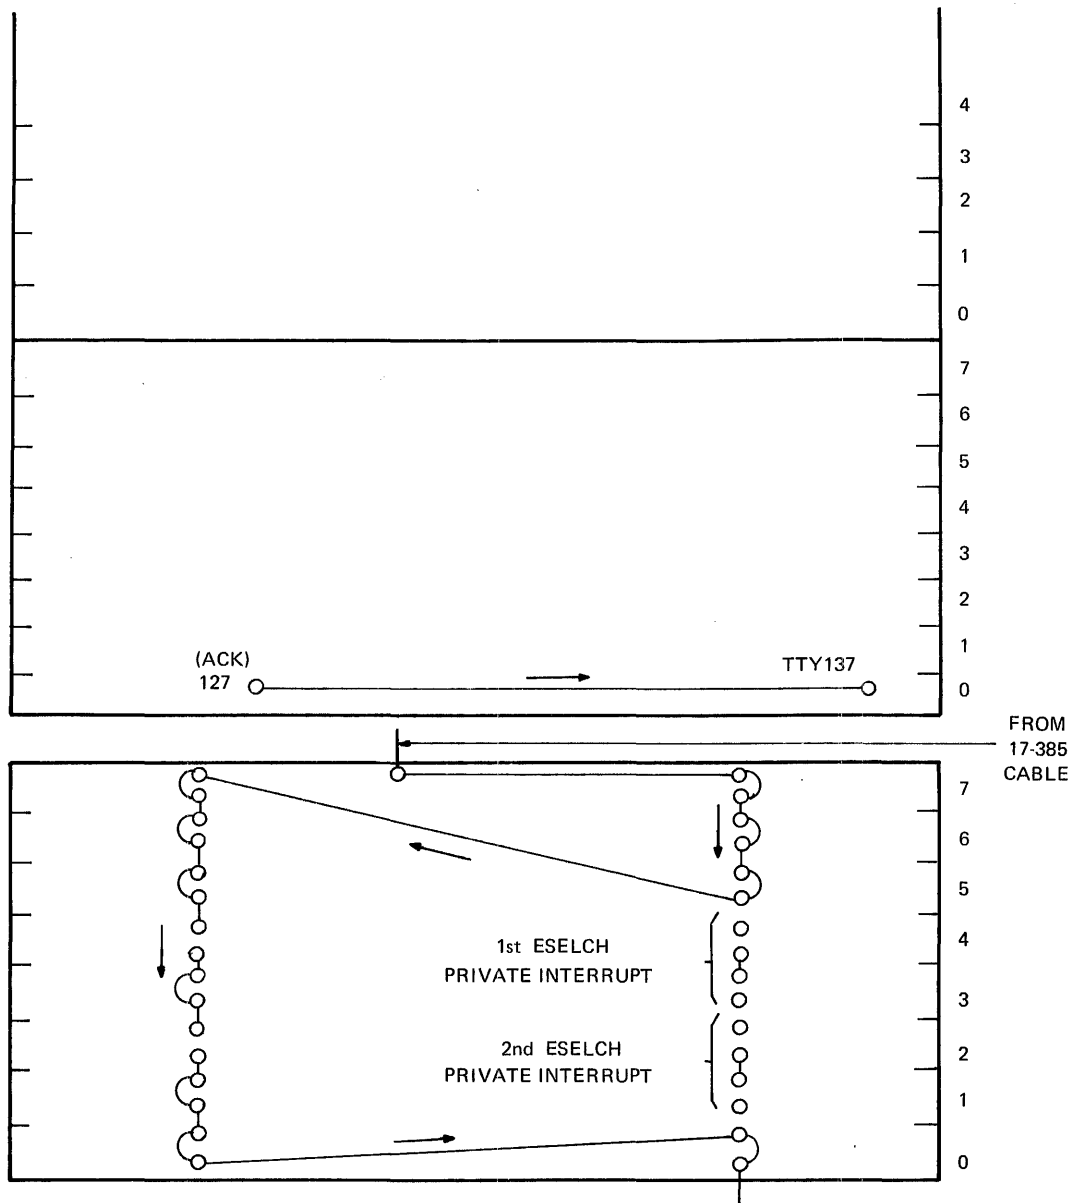 4
3
2
1
0
7
6
5
4
3
2
1
(ACK)
127
TTY137
0
FROM
17-385
CABLE
7
6
5
1st ESELCH
PRIVATE INTERRUPT
4
3
2nd ESELCH
PRIVATE INTERRUPT
2
1
0